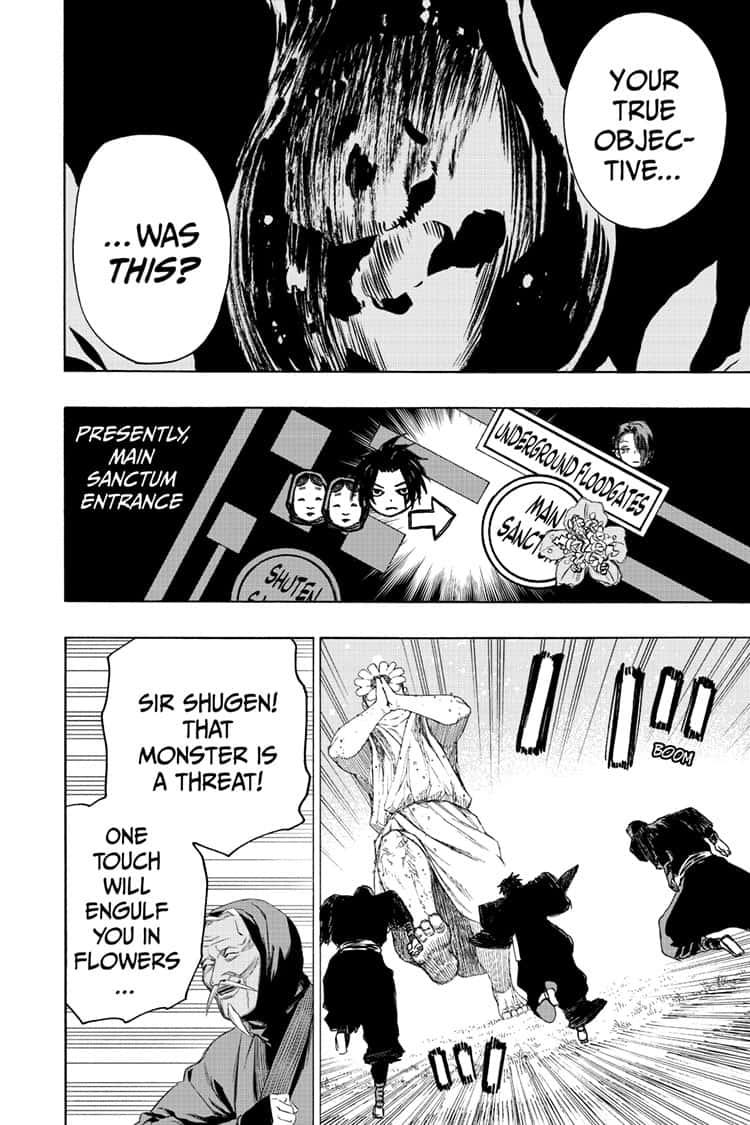 YOUR
TRUE
OBJEC-
TIVE...
...WAS
THIS?
PRESENTLY,
MAIN
SANCTUM
ENTRANCE
UNDERGROUND FLOODGATES
MAIN
SANCTUM
SHUTEN
SIR SHUGEN!
THAT
MONSTER IS
A THREAT!
ONE
TOUCH
WILL
ENGULF
YOU IN
FLOWERS
...
BOOM